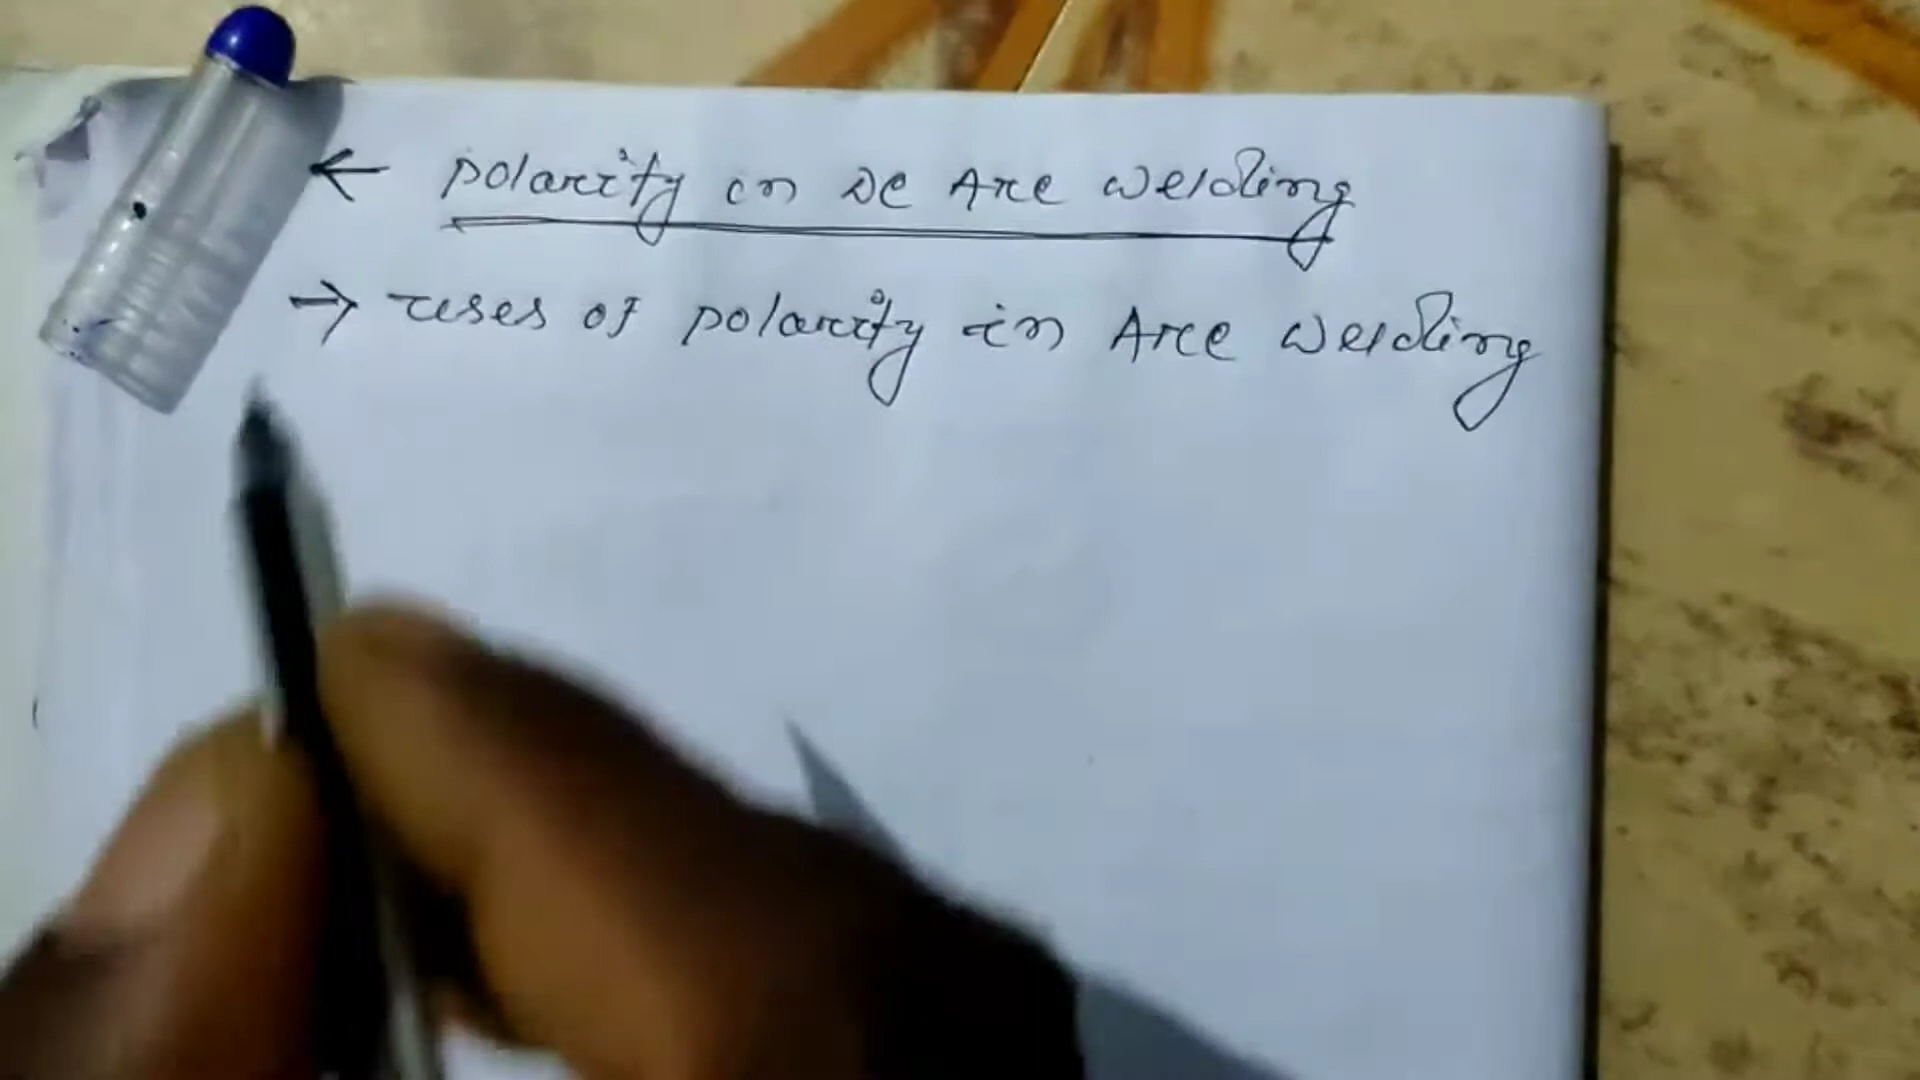 ← polarity in DC Arc welding
→ uses of polarity in Arc welding